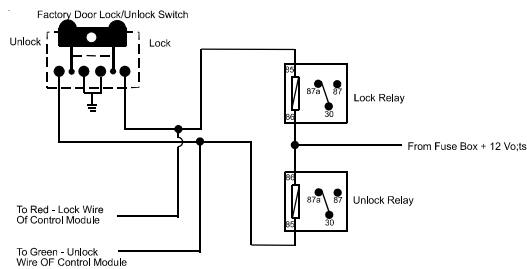 Factory Door Lock/Unlock Switch
Unlock
Lock
85
87a
87
30
86
Lock Relay
From Fuse Box + 12 Vo;ts
86
87a
87
30
85
Unlock Relay
To Red - Lock Wire
Of Control Module
To Green - Unlock
Wire OF Control Module